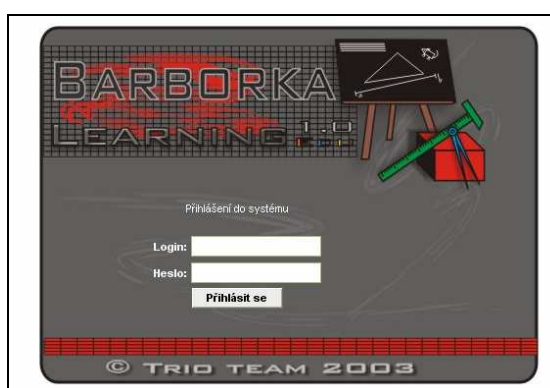 BARBORKA
LEARNING 1.0
Přihlášení do systému
Login:
Heslo:
Přihlásit se
© TRIO TEAM 2003